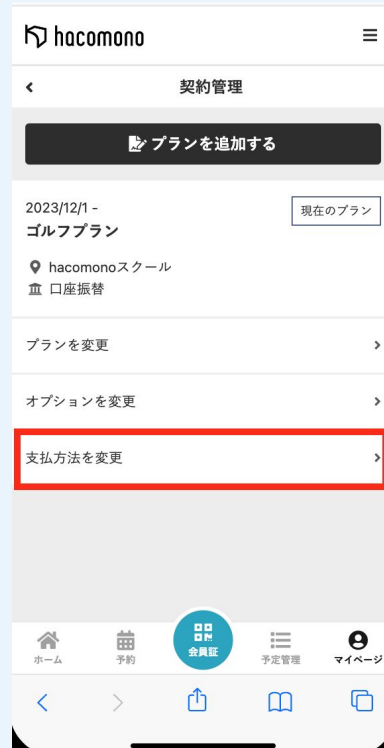 hacomono
契約管理
プランを追加する
2023/12/1 -
現在のプラン
ゴルフプラン
hacomonoスクール
口座振替
プランを変更
オプションを変更
支払方法を変更
ホーム
予約
会員証
予定管理
マイページ